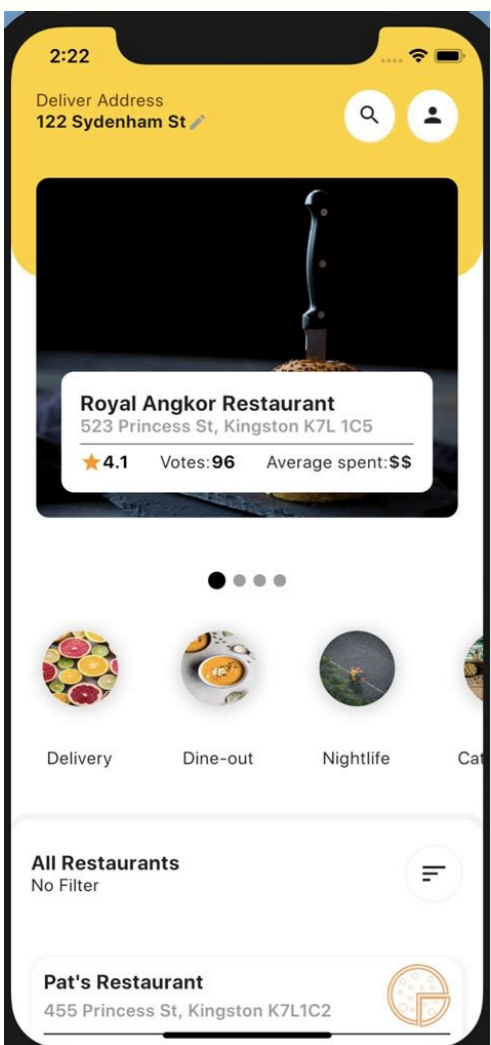 2:22
Deliver Address
122 Sydenham St
Royal Angkor Restaurant
523 Princess St, Kingston K7L 1C5
4.1 Votes:96 Average spent:$$
Delivery Dine-out Nightlife Cat
All Restaurants
No Filter
Pat's Restaurant
455 Princess St, Kingston K7L1C2